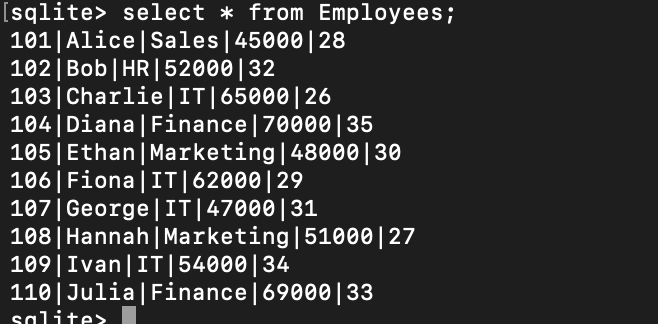 [sqlite> select * from Employees;
101|Alice|Sales|45000|28
102|Bob|HR|52000|32
103|Charlie|IT|65000|26
104|Diana|Finance|70000|35
105|Ethan|Marketing|48000|30
106|Fiona|IT|62000|29
107|George|IT|47000|31
108|Hannah|Marketing|51000|27
109|Ivan|IT|54000|34
110|Julia|Finance|69000|33
sqlite>